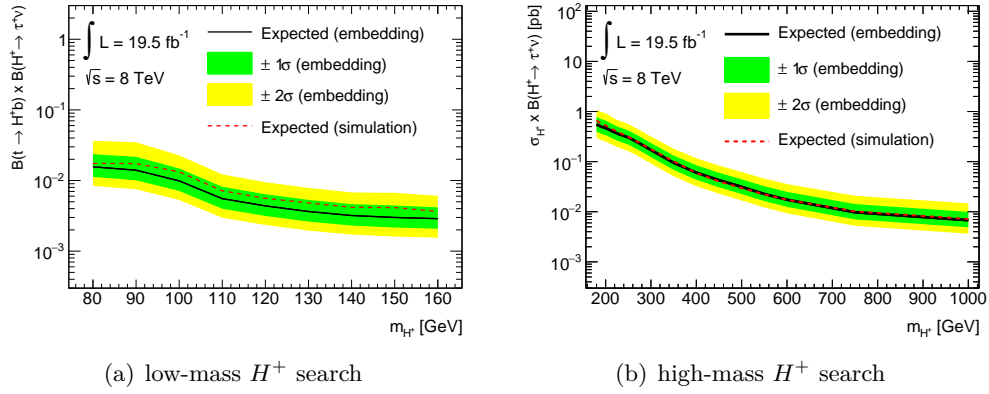 B(t → H⁺b) x B(H⁺→ τ⁺ν)
1
10⁻¹
10⁻²
10⁻³
∫ L = 19.5 fb⁻¹
√s = 8 TeV
Expected (embedding)
± 1σ (embedding)
± 2σ (embedding)
Expected (simulation)
80 90 100 110 120 130 140 150 160
m_H⁺ [GeV]
(a) low-mass H⁺ search
σ_H⁺ x B(H⁺→ τ⁺ν) [pb]
10²
10
1
10⁻¹
10⁻²
10⁻³
∫ L = 19.5 fb⁻¹
√s = 8 TeV
Expected (embedding)
± 1σ (embedding)
± 2σ (embedding)
Expected (simulation)
200 300 400 500 600 700 800 900 1000
m_H⁺ [GeV]
(b) high-mass H⁺ search